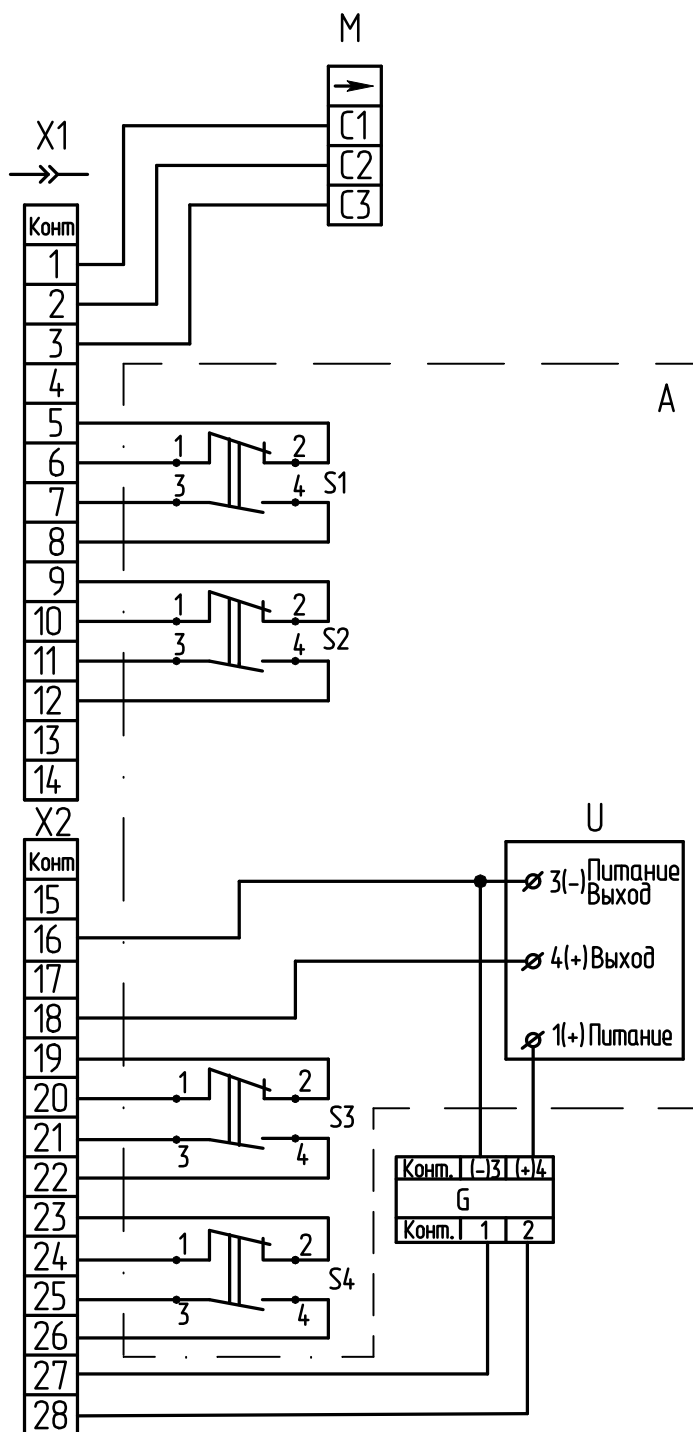 M
C1
X1
C2
C3
Конт
1
2
3
4
A
5
1 2
6
3 4 S1
7
8
9
1 2
10
3 4 S2
11
12
13
14
X2
U
Конт
15
3(-) Питание
Выход
16
17
4(+) Выход
18
1(+) Питание
19
1 2
20
S3
21
3 4
22
Конт. (-)3 (+)4
G
Конт. 1 2
23
1 2
24
S4
25
3 4
26
27
28